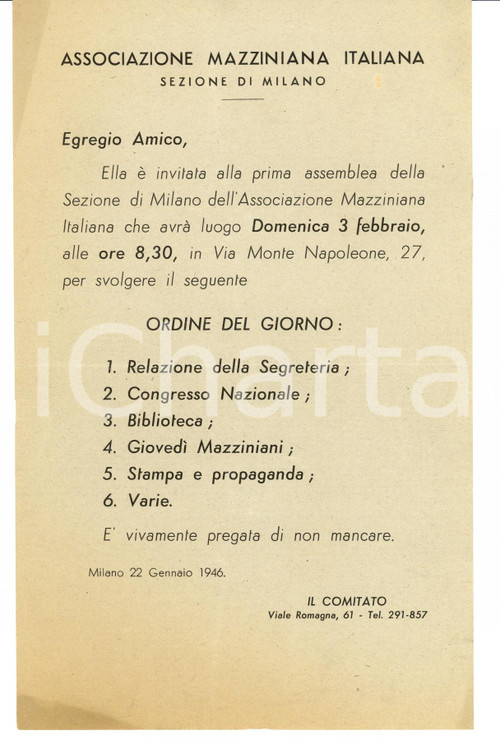 ASSOCIAZIONE MAZZINIANA ITALIANA
SEZIONE DI MILANO
Egregio Amico,
Ella è invitata alla prima assemblea della
Sezione di Milano dell'Associazione Mazziniana
Italiana che avrà luogo Domenica 3 febbraio,
alle ore 8,30, in Via Monte Napoleone, 27,
per svolgere il seguente
ORDINE DEL GIORNO :
1. Relazione della Segreteria ;
2. Congresso Nazionale ;
3. Biblioteca ;
4. Giovedì Mazziniani ;
5. Stampa e propaganda ;
6. Varie.
E' vivamente pregata di non mancare.
Milano 22 Gennaio 1946.
IL COMITATO
Viale Romagna, 61 - Tel. 291-857
iCharta